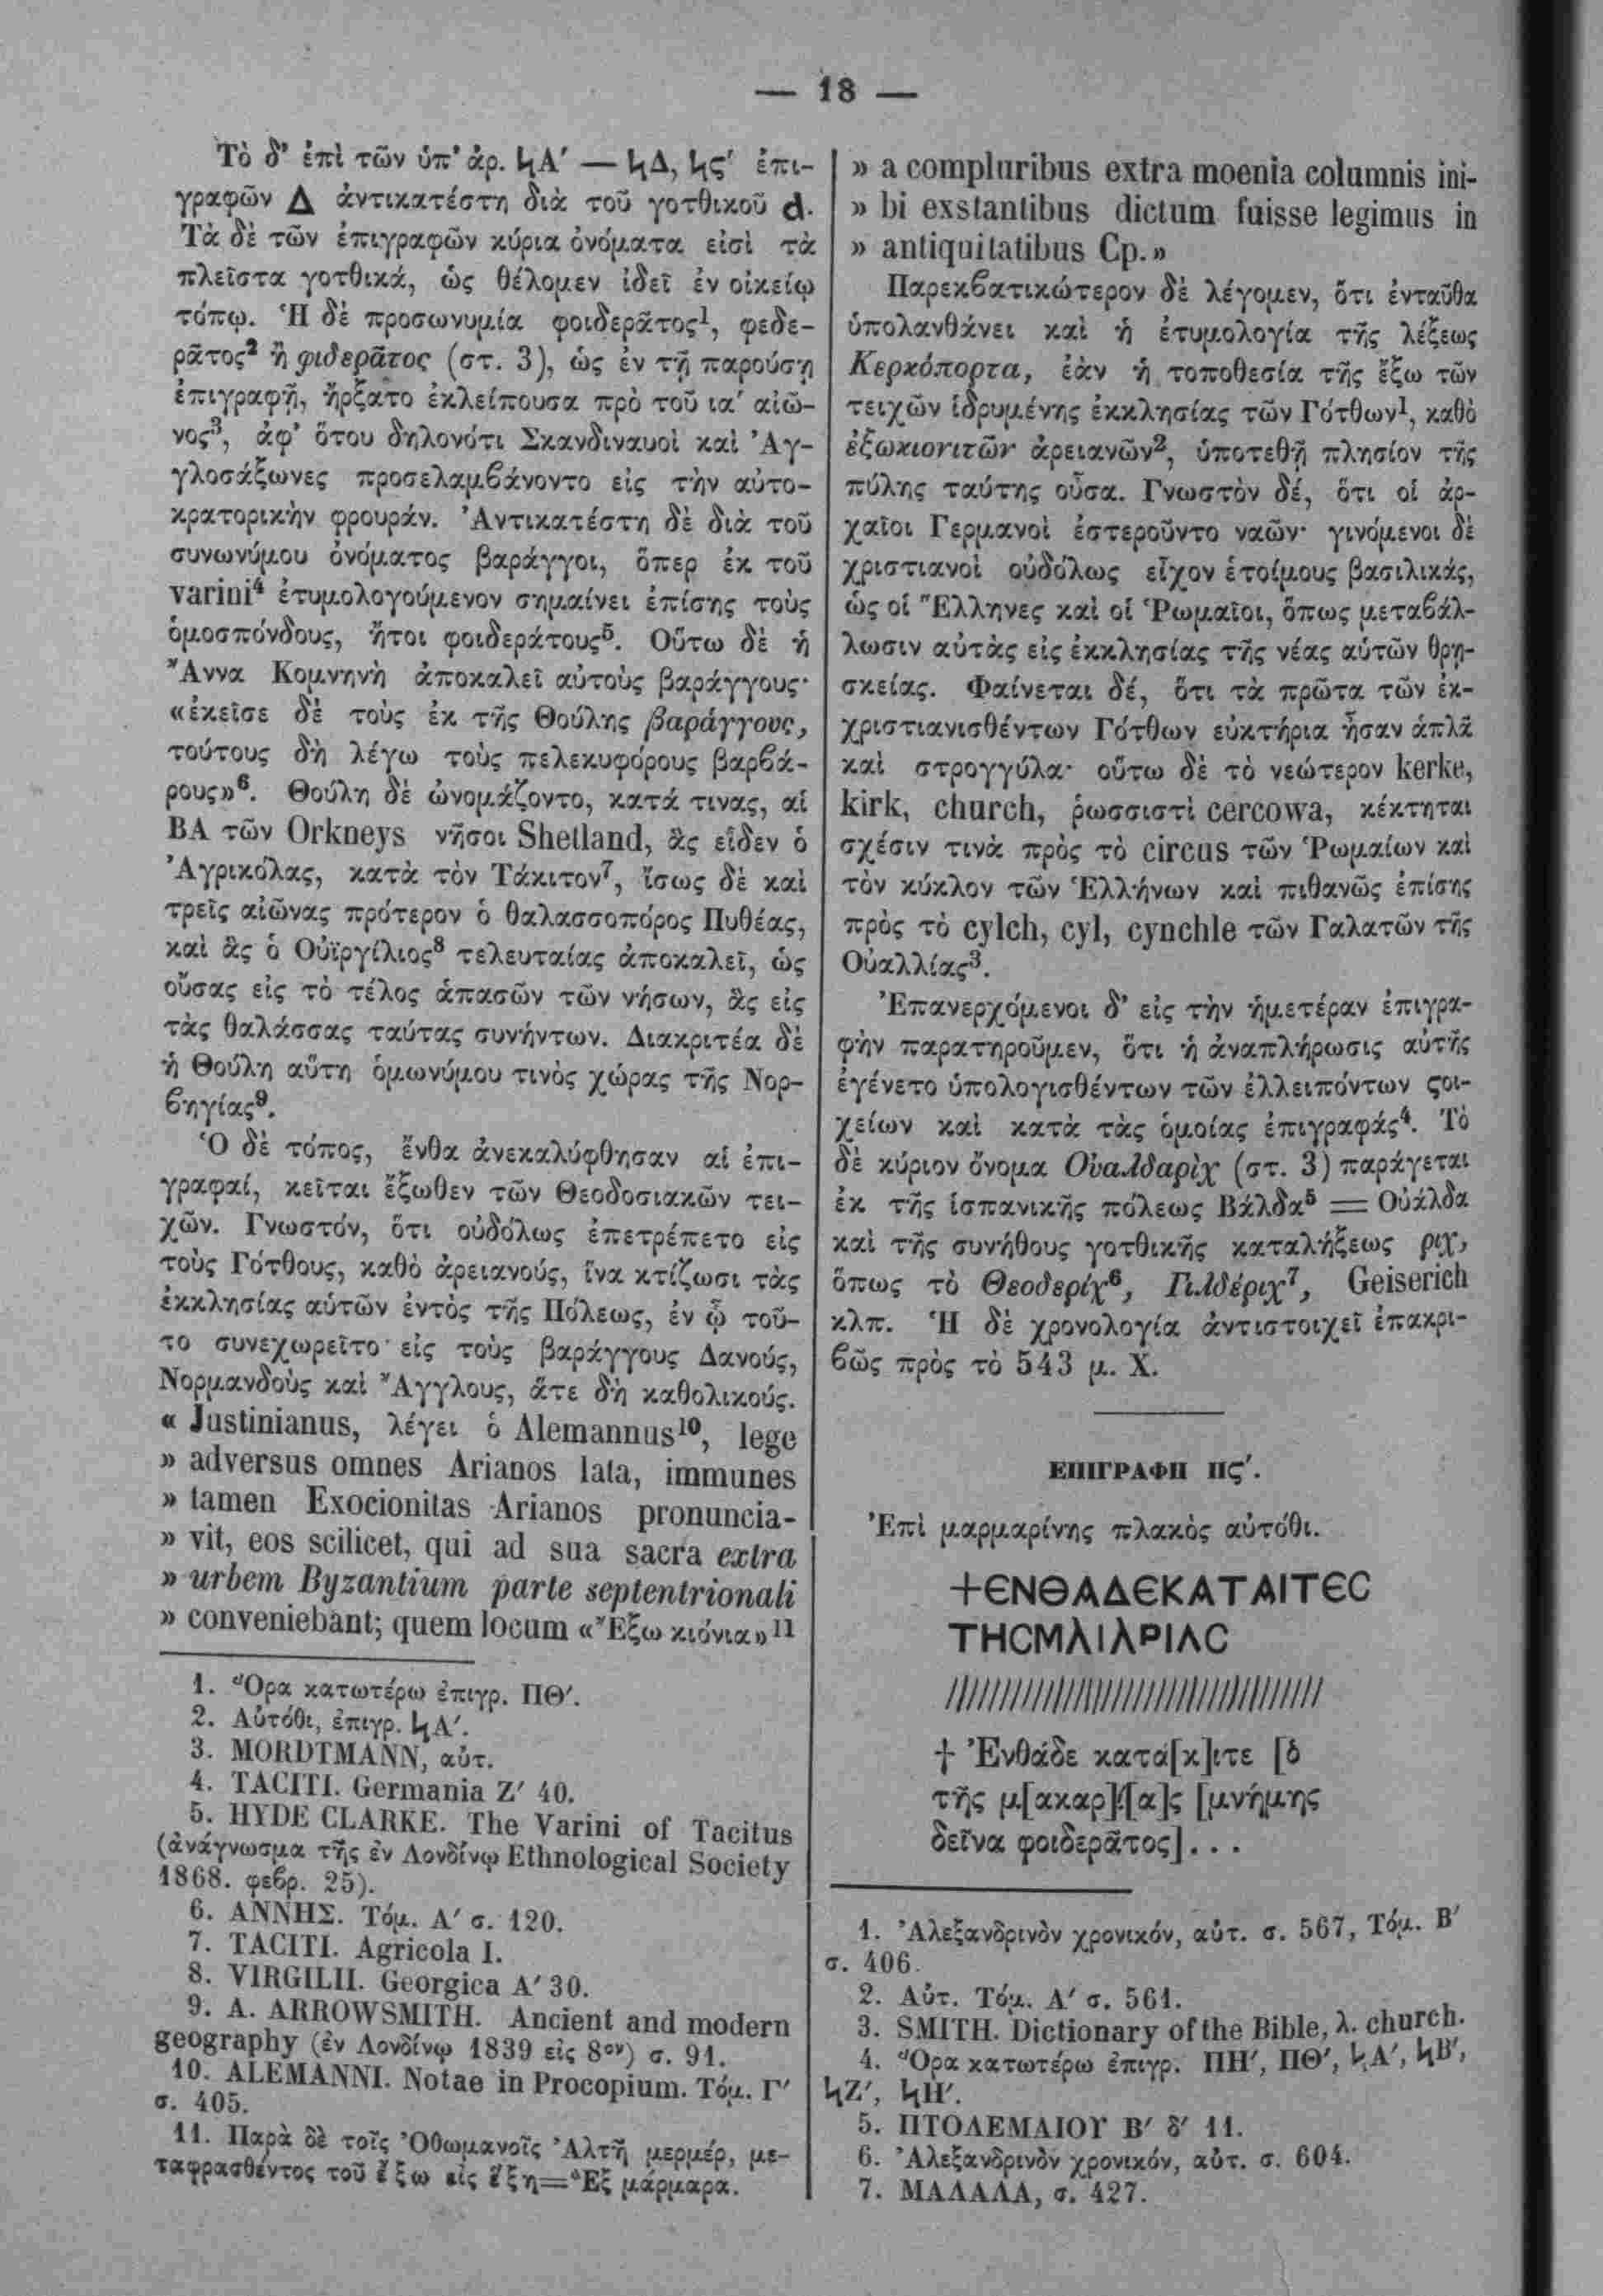 — 18 —
Τὸ δ' ἐπὶ τῶν ὑπ' ἀρ. ϞΑ' — ϞΔ, Ϟς' ἐπι-
γραφῶν Δ ἀντικατέστη διὰ τοῦ γοτθικοῦ d.
Τὰ δὲ τῶν ἐπιγραφῶν κύρια ὀνόματα εἰσὶ τὰ
πλεῖστα γοτθικά, ὡς θέλομεν ἰδεῖ ἐν οἰκείῳ
τόπῳ. Ἡ δὲ προσωνυμία φοιδερᾶτος¹, φεδε-
ρᾶτος² ἢ φιδερᾶτος (στ. 3), ὡς ἐν τῇ παρούσῃ
ἐπιγραφῇ, ἤρξατο ἐκλείπουσα πρὸ τοῦ ια' αἰῶ-
νος³, ἀφ' ὅτου δηλονότι Σκανδιναυοὶ καὶ Ἀγ-
γλοσάξωνες προσελαμβάνοντο εἰς τὴν αὐτο-
κρατορικὴν φρουράν. Ἀντικατέστη δὲ διὰ τοῦ
συνωνύμου ὀνόματος βαράγγοι, ὅπερ ἐκ τοῦ
varini⁴ ἐτυμολογούμενον σημαίνει ἐπίσης τοὺς
ὁμοσπόνδους, ἤτοι φοιδεράτους⁵. Οὕτω δὲ ἡ
Ἄννα Κομνηνὴ ἀποκαλεῖ αὐτοὺς βαράγγους·
«ἐκεῖσε δὲ τοὺς ἐκ τῆς Θούλης βαράγγους,
τούτους δὴ λέγω τοὺς πελεκυφόρους βαρβά-
ρους»⁶. Θούλη δὲ ὠνομάζοντο, κατά τινας, αἱ
ΒΑ τῶν Orkneys νῆσοι Shetland, ἃς εἶδεν ὁ
Ἀγρικόλας, κατὰ τὸν Τάκιτον⁷, ἴσως δὲ καὶ
τρεῖς αἰῶνας πρότερον ὁ θαλασσοπόρος Πυθέας,
καὶ ἃς ὁ Οὐϊργίλιος⁸ τελευταίας ἀποκαλεῖ, ὡς
οὔσας εἰς τὸ τέλος ἁπασῶν τῶν νήσων, ἃς εἰς
τὰς θαλάσσας ταύτας συνήντων. Διακριτέα δὲ
ἡ Θούλη αὕτη ὁμωνύμου τινὸς χώρας τῆς Νορ-
βηγίας⁹.
Ὁ δὲ τόπος, ἔνθα ἀνεκαλύφθησαν αἱ ἐπι-
γραφαί, κεῖται ἔξωθεν τῶν Θεοδοσιακῶν τει-
χῶν. Γνωστόν, ὅτι οὐδόλως ἐπετρέπετο εἰς
τοὺς Γότθους, καθὸ ἀρειανούς, ἵνα κτίζωσι τὰς
ἐκκλησίας αὑτῶν ἐντὸς τῆς Πόλεως, ἐν ᾧ τοῦ-
το συνεχωρεῖτο εἰς τοὺς βαράγγους Δανούς,
Νορμανδοὺς καὶ Ἄγγλους, ἅτε δὴ καθολικούς.
« Justinianus, λέγει ὁ Alemannus¹⁰, lege
» adversus omnes Arianos lata, immunes
» tamen Exocionitas Arianos pronuncia-
» vit, eos scilicet, qui ad sua sacra extra
» urbem Byzantium parte septentrionali
» conveniebant; quem locum «Ἔξω κιόνια»¹¹
1. Ὅρα κατωτέρω ἐπιγρ. ΠΘ'.
2. Αὐτόθι, ἐπιγρ. ϞΑ'.
3. MORDTMANN, αὐτ.
4. TACITI. Germania Z' 40.
5. HYDE CLARKE. The Varini of Tacitus
(ἀνάγνωσμα τῆς ἐν Λονδίνῳ Ethnological Society
1868. φεβρ. 25).
6. ΑΝΝΗΣ. Τόμ. Α' σ. 120.
7. TACITI. Agricola I.
8. VIRGILII. Georgica A' 30.
9. A. ARROWSMITH. Ancient and modern
geography (ἐν Λονδίνῳ 1839 εἰς 8ον) σ. 91.
10. ALEMANNI. Notae in Procopium. Τόμ. Γ'
σ. 405.
11. Παρὰ δὲ τοῖς Ὀθωμανοῖς Ἀλτῆ μερμέρ, με-
ταφρασθέντος τοῦ ἔξω εἰς ἕξη=Ἓξ μάρμαρα.
» a compluribus extra moenia columnis ini-
» bi exstantibus dictum fuisse legimus in
» antiquitatibus Cp.»
Παρεκβατικώτερον δὲ λέγομεν, ὅτι ἐνταῦθα
ὑπολανθάνει καὶ ἡ ἐτυμολογία τῆς λέξεως
Κερκόπορτα, ἐὰν ἡ τοποθεσία τῆς ἔξω τῶν
τειχῶν ἱδρυμένης ἐκκλησίας τῶν Γότθων¹, καθὸ
ἐξωκιονιτῶν ἀρειανῶν², ὑποτεθῇ πλησίον τῆς
πύλης ταύτης οὖσα. Γνωστὸν δέ, ὅτι οἱ ἀρ-
χαῖοι Γερμανοὶ ἐστεροῦντο ναῶν· γινόμενοι δὲ
χριστιανοὶ οὐδόλως εἶχον ἑτοίμους βασιλικάς,
ὡς οἱ Ἕλληνες καὶ οἱ Ῥωμαῖοι, ὅπως μεταβάλ-
λωσιν αὐτὰς εἰς ἐκκλησίας τῆς νέας αὑτῶν θρη-
σκείας. Φαίνεται δέ, ὅτι τὰ πρῶτα τῶν ἐκ-
χριστιανισθέντων Γότθων εὐκτήρια ἦσαν ἁπλᾶ
καὶ στρογγύλα· οὕτω δὲ τὸ νεώτερον kerke,
kirk, church, ῥωσσιστὶ cercowa, κέκτηται
σχέσιν τινὰ πρὸς τὸ circus τῶν Ῥωμαίων καὶ
τὸν κύκλον τῶν Ἑλλήνων καὶ πιθανῶς ἐπίσης
πρὸς τὸ cylch, cyl, cynchle τῶν Γαλατῶν τῆς
Οὐαλλίας³.
Ἐπανερχόμενοι δ' εἰς τὴν ἡμετέραν ἐπιγρα-
φὴν παρατηροῦμεν, ὅτι ἡ ἀναπλήρωσις αὐτῆς
ἐγένετο ὑπολογισθέντων τῶν ἐλλειπόντων ςοι-
χείων καὶ κατὰ τὰς ὁμοίας ἐπιγραφάς⁴. Τὸ
δὲ κύριον ὄνομα Οὐαλδαρὶχ (στ. 3) παράγεται
ἐκ τῆς ἱσπανικῆς πόλεως Βάλδα⁵ = Οὐάλδα
καὶ τῆς συνήθους γοτθικῆς καταλήξεως ριχ,
ὅπως τὸ Θεοδερίχ⁶, Γιλδέριχ⁷, Geiserich
κλπ. Ἡ δὲ χρονολογία ἀντιστοιχεῖ ἐπακρι-
βῶς πρὸς τὸ 543 μ. Χ.
ΕΠΙΓΡΑΦΗ Πς'.
Ἐπὶ μαρμαρίνης πλακὸς αὐτόθι.
+ЄΝΘΑΔЄΚΑΤΑΙΤЄC
ΤΗCΜλΙλΡΙΛC
† Ἐνθάδε κατά[κ]ιτε [ὁ
τῆς μ[ακαρ]ί[α]ς [μνήμης
δεῖνα φοιδερᾶτος]...
1. Ἀλεξανδρινὸν χρονικόν, αὐτ. σ. 567, Τόμ. Β'
σ. 406.
2. Αὐτ. Τόμ. Α' σ. 561.
3. SMITH. Dictionary of the Bible, λ. church.
4. Ὅρα κατωτέρω ἐπιγρ. ΠΗ', ΠΘ', ϞΑ', ϞΒ',
ϞΖ', ϞΗ'.
5. ΠΤΟΛΕΜΑΙΟΥ Β' δ' 11.
6. Ἀλεξανδρινὸν χρονικόν, αὐτ. σ. 604.
7. ΜΑΛΑΛΑ, σ. 427.